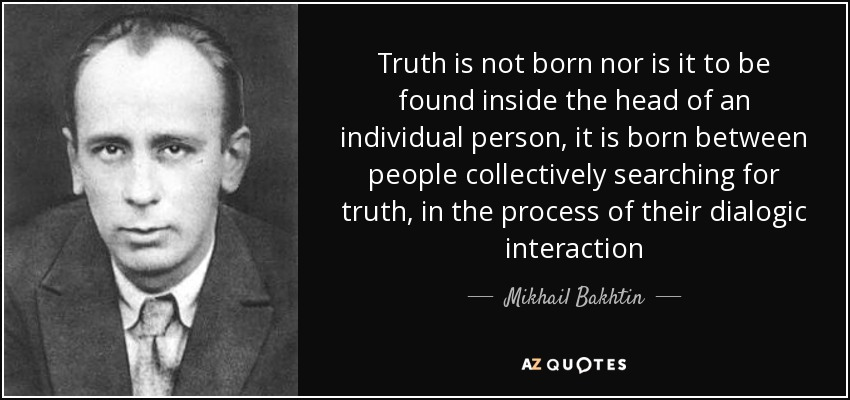 Truth is not born nor is it to be
found inside the head of an
individual person, it is born between
people collectively searching for
truth, in the process of their dialogic
interaction
Mikhail Bakhtin
AZ QUOTES